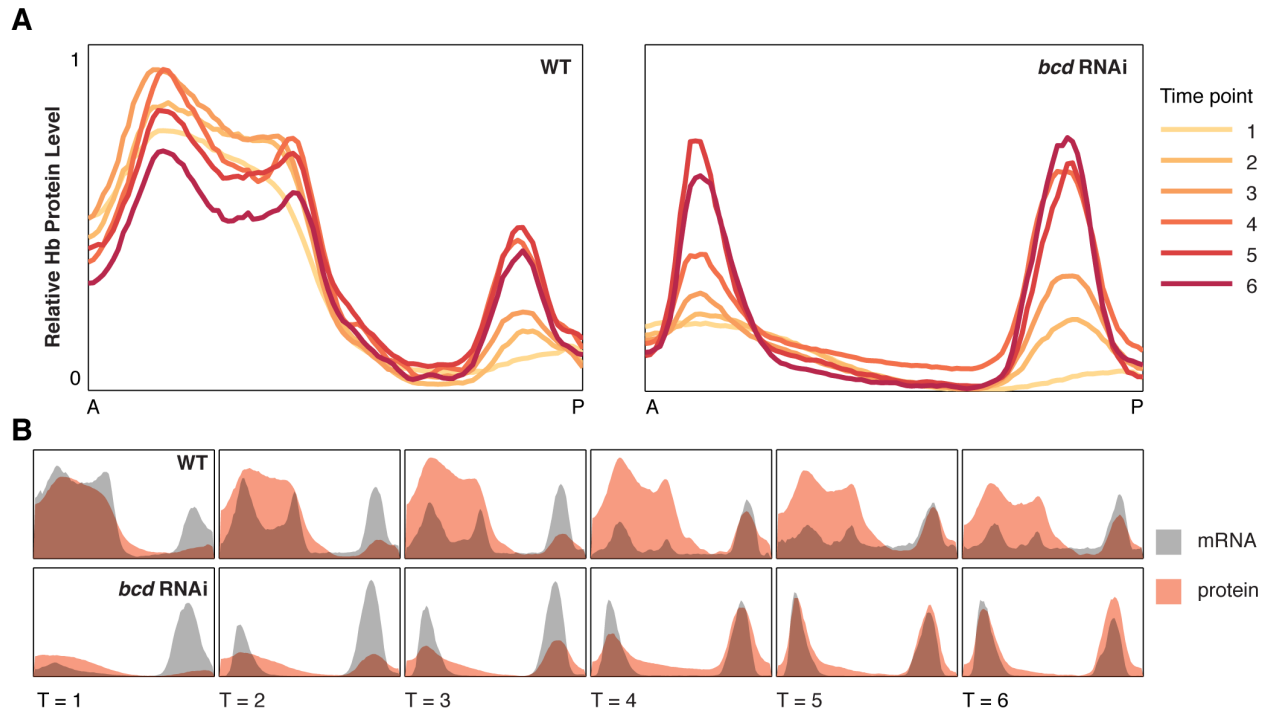 A
1
WT
Relative Hb Protein Level
0
A
P
bcd RNAi
A
P
Time point
1
2
3
4
5
6
B
WT
bcd RNAi
mRNA
protein
T = 1
T = 2
T = 3
T = 4
T = 5
T = 6